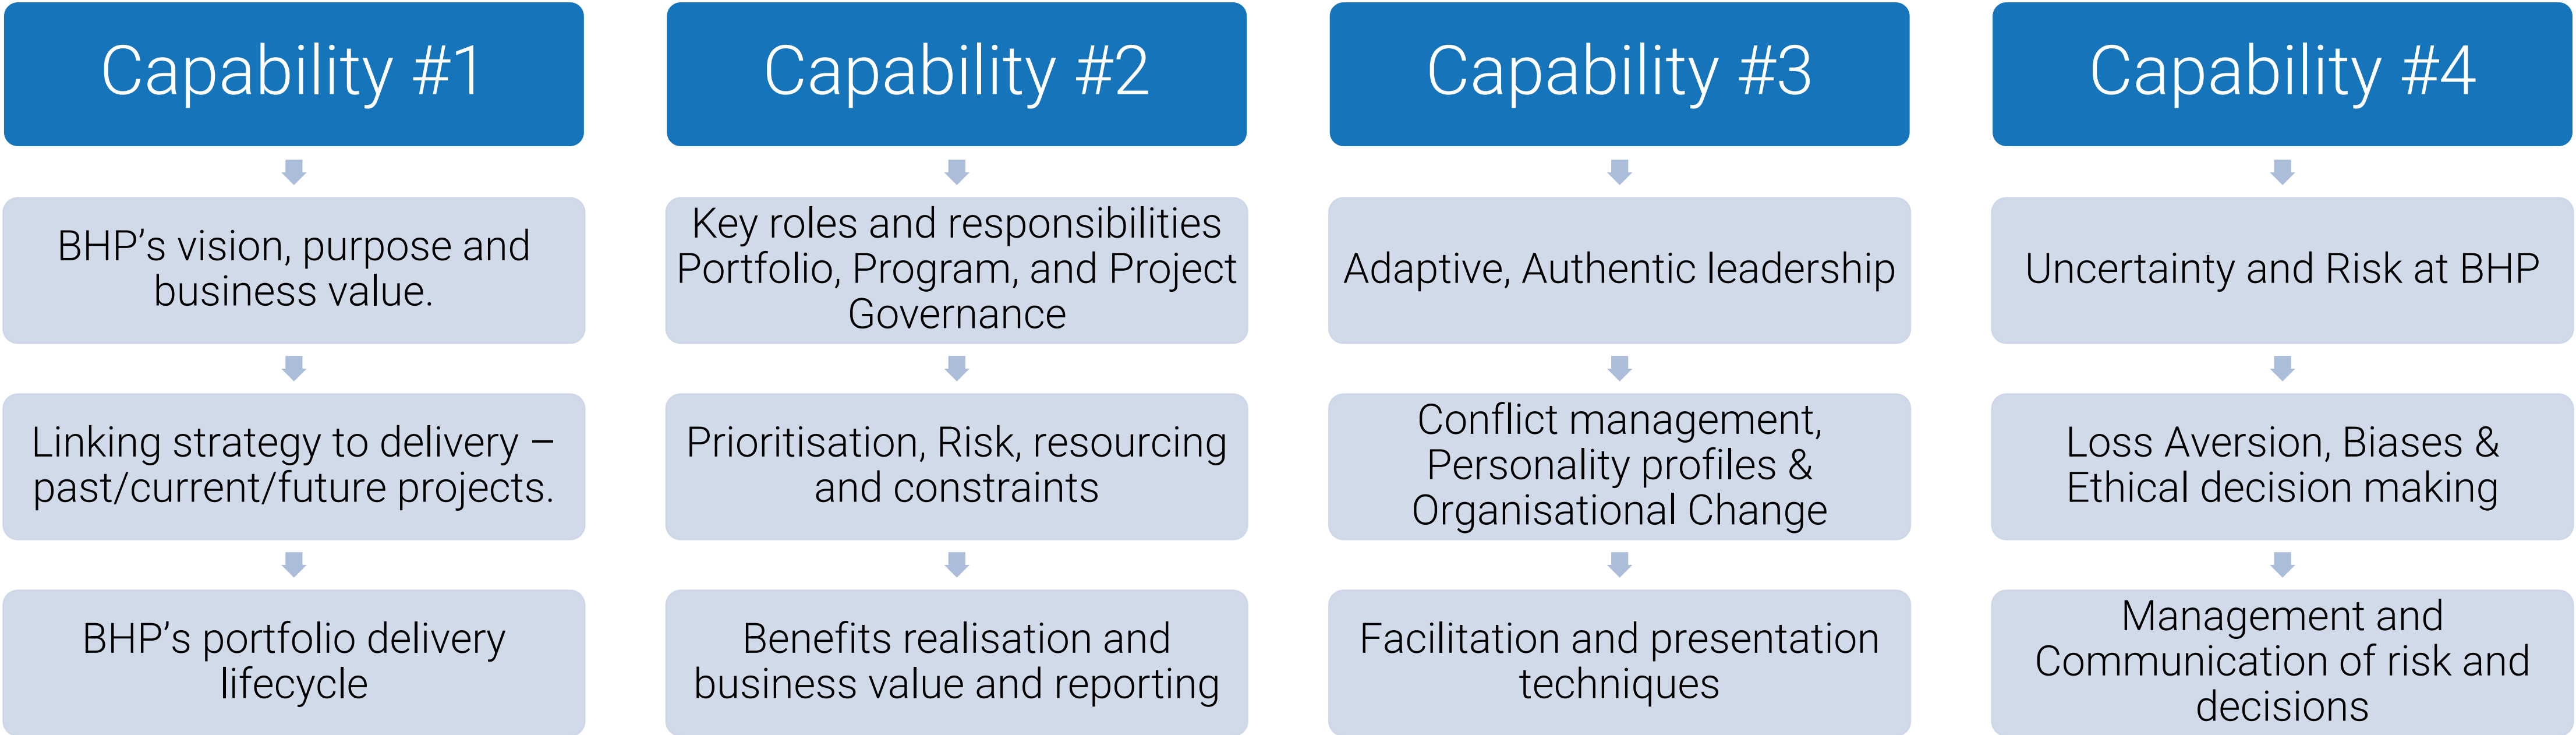 Capability #1
BHP’s vision, purpose and
business value.
Linking strategy to delivery –
past/current/future projects.
BHP’s portfolio delivery
lifecycle
Capability #2
Key roles and responsibilities
Portfolio, Program, and Project
Governance
Prioritisation, Risk, resourcing
and constraints
Benefits realisation and
business value and reporting
Capability #3
Adaptive, Authentic leadership
Conflict management,
Personality profiles &
Organisational Change
Facilitation and presentation
techniques
Capability #4
Uncertainty and Risk at BHP
Loss Aversion, Biases &
Ethical decision making
Management and
Communication of risk and
decisions